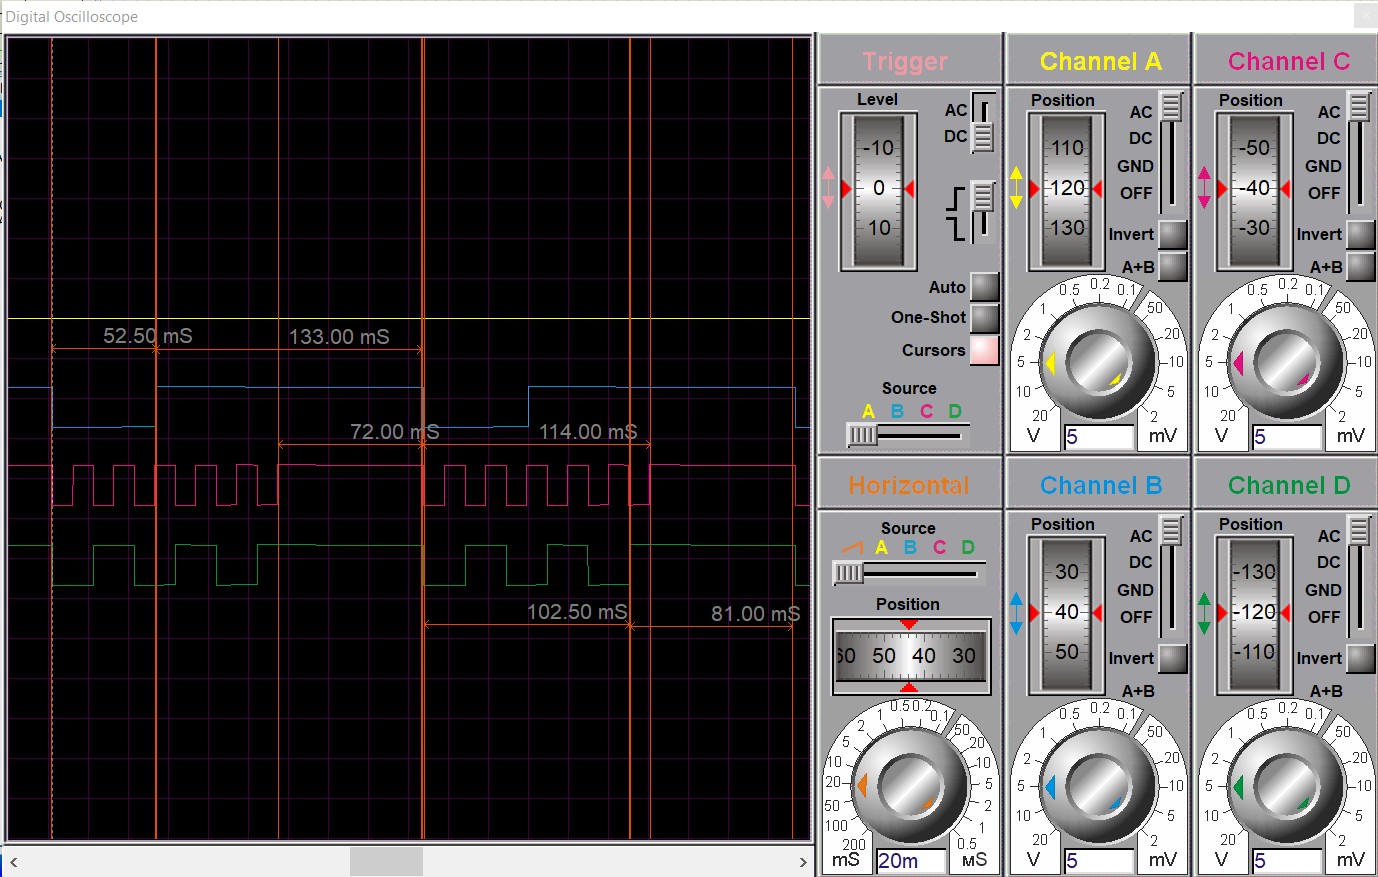 Digital Oscilloscope
52.50 mS
133.00 mS
72.00 mS
114.00 mS
102.50 mS
81.00 mS
Trigger
Level
-10
0
10
AC
DC
Auto
One-Shot
Cursors
Source
A B C D
Channel A
Position
110
120
130
AC
DC
GND
OFF
Invert
A+B
20
10
5
2
1
0.5
0.2
0.1
50
20
10
5
2
V
5
mV
Channel C
Position
-50
-40
-30
AC
DC
GND
OFF
Invert
A+B
20
10
5
2
1
0.5
0.2
0.1
50
20
10
5
2
V
5
mV
Horizontal
Source
A B C D
Position
50 40 30
200
100
50
20
10
5
2
1
0.5
0.2
0.1
50
20
10
5
2
1
0.5
mS
20m
мS
Channel B
Position
30
40
50
AC
DC
GND
OFF
Invert
A+B
20
10
5
2
1
0.5
0.2
0.1
50
20
10
5
2
V
5
mV
Channel D
Position
-130
-120
-110
AC
DC
GND
OFF
Invert
A+B
20
10
5
2
1
0.5
0.2
0.1
50
20
10
5
2
V
5
mV